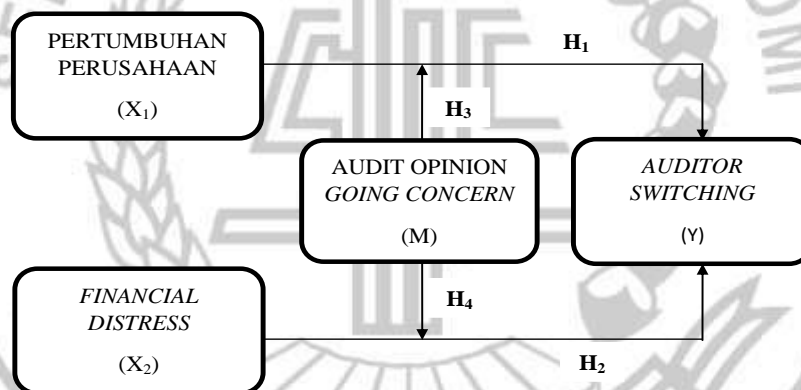 PERTUMBUHAN
PERUSAHAAN
(X₁)
H₁
H₃
AUDIT OPINION
GOING CONCERN
(M)
AUDITOR
SWITCHING
(Y)
H₄
FINANCIAL
DISTRESS
(X₂)
H₂